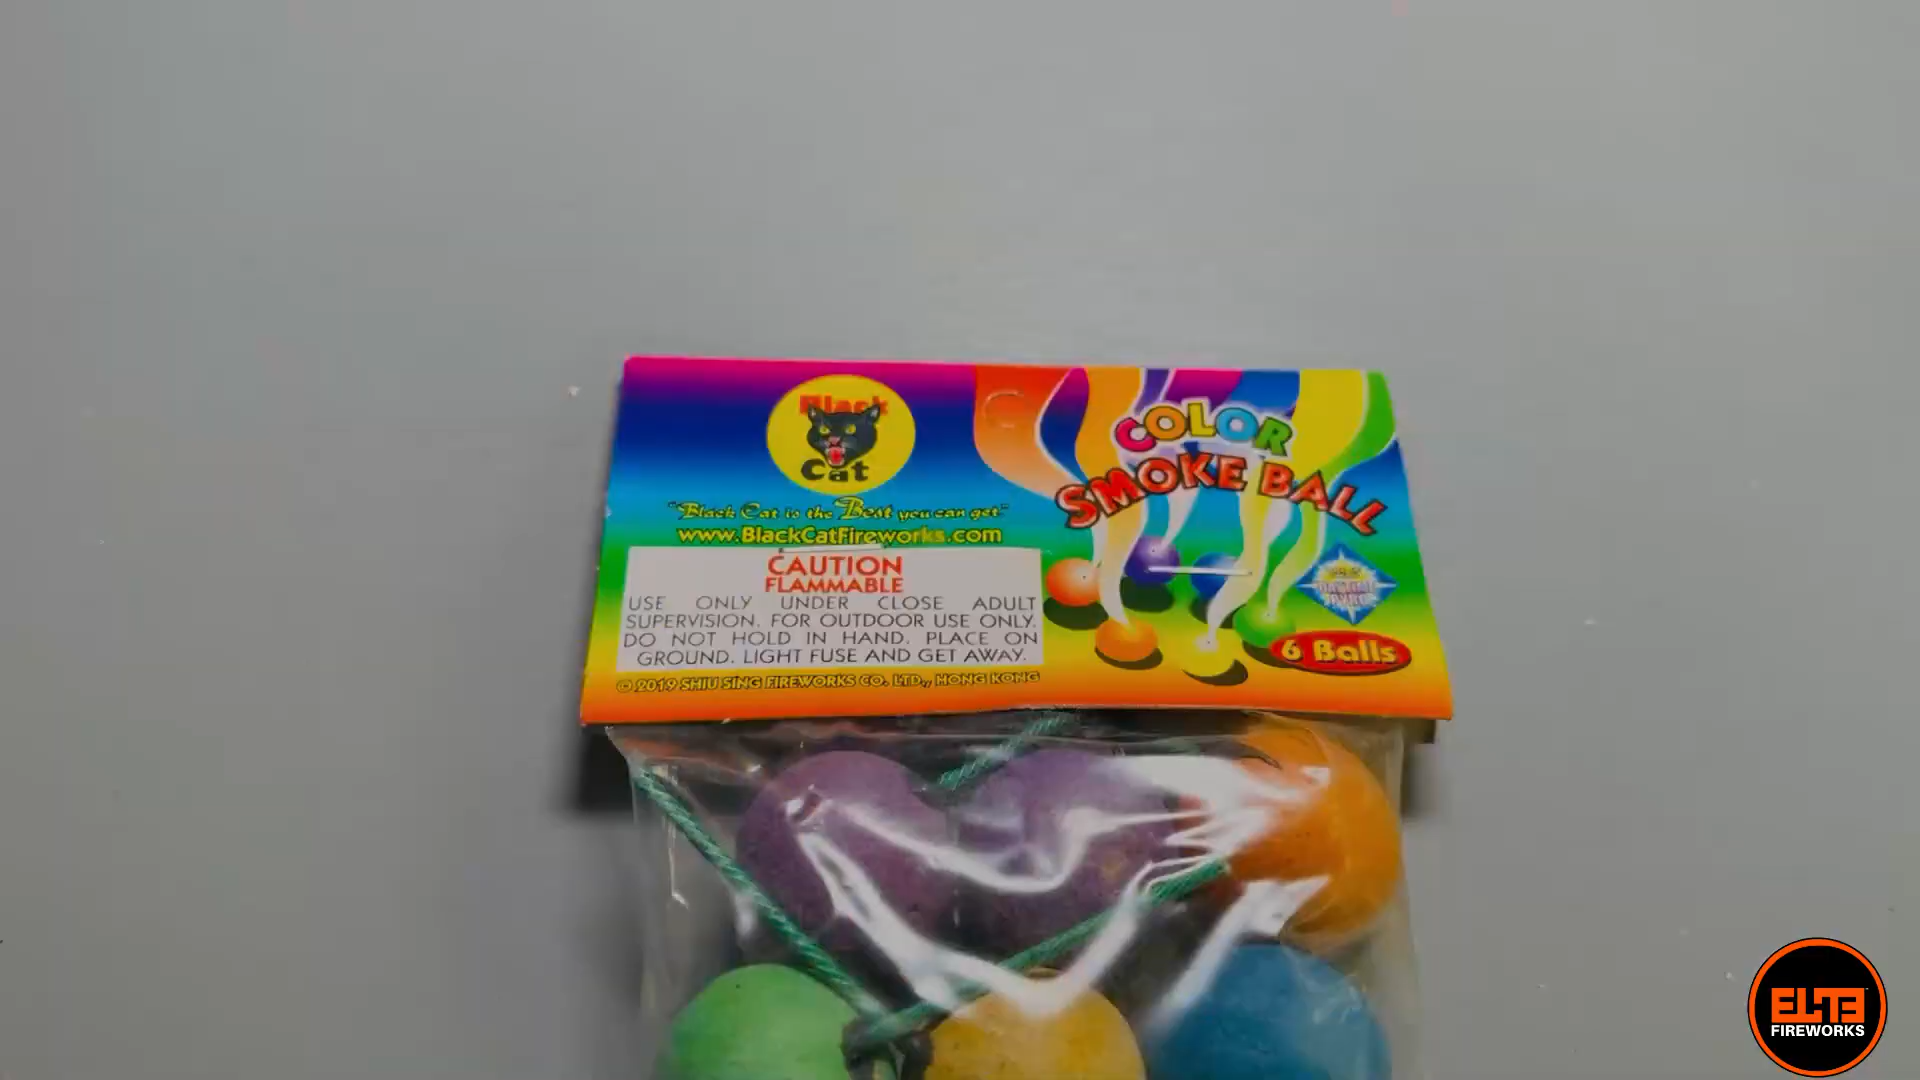 Black
Cat
"Black Cat is the Best you can get."
www.BlackCatFireworks.com
CAUTION
FLAMMABLE
USE ONLY UNDER CLOSE ADULT
SUPERVISION. FOR OUTDOOR USE ONLY.
DO NOT HOLD IN HAND. PLACE ON
GROUND. LIGHT FUSE AND GET AWAY.
© 2019 SHIU SING FIREWORKS CO. LTD., HONG KONG
COLOR
SMOKE BALL
6 Balls
ELITE
FIREWORKS